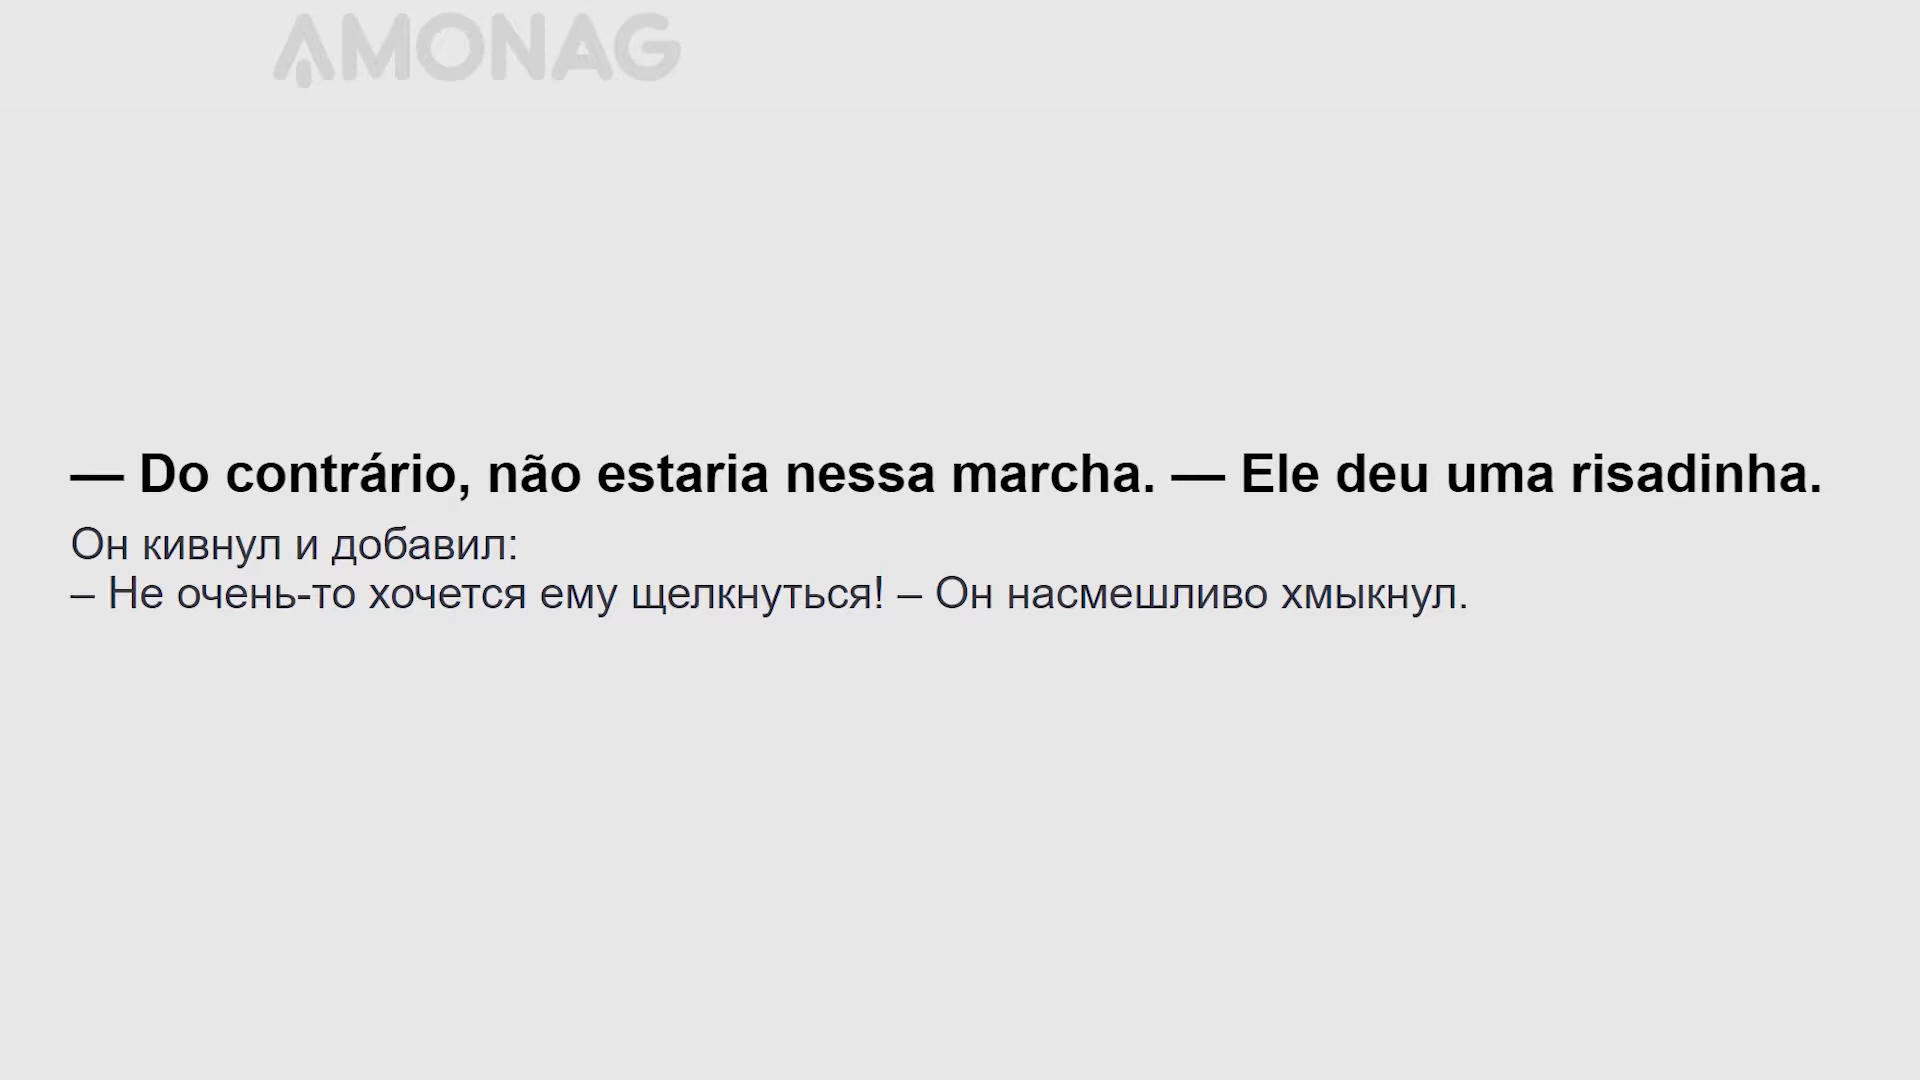 AMONAG
— Do contrário, não estaria nessa marcha. — Ele deu uma risadinha.
Он кивнул и добавил:
– Не очень-то хочется ему щелкнуться! – Он насмешливо хмыкнул.